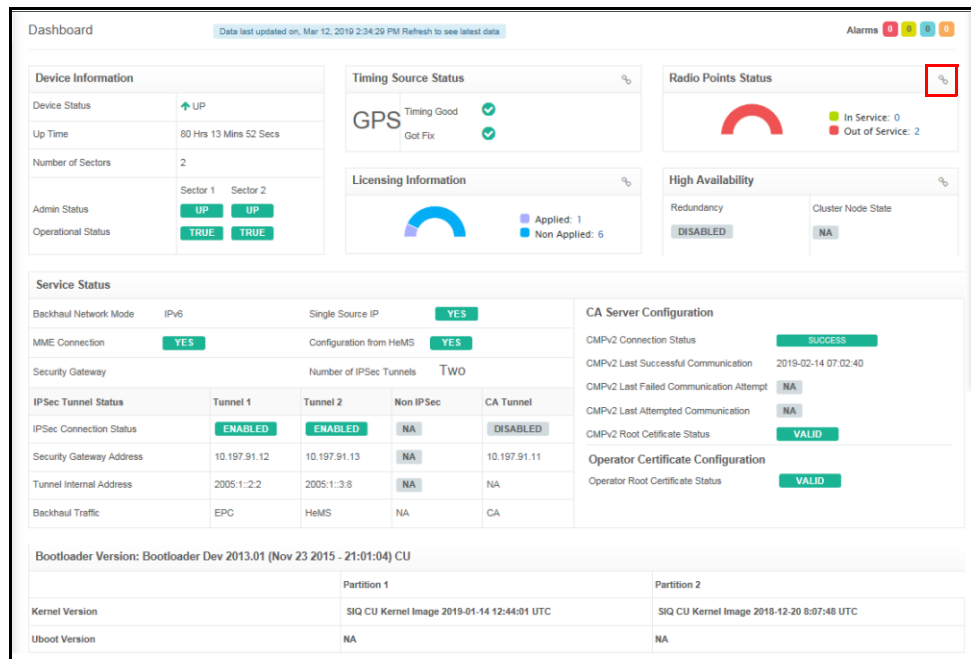 Dashboard
Data last updated on, Mar 12, 2019 2:34:29 PM Refresh to see latest data
Alarms 0 0 0 0
Device Information
Device Status UP
Up Time 80 Hrs 13 Mins 52 Secs
Number of Sectors 2
Sector 1 Sector 2
Admin Status UP UP
Operational Status TRUE TRUE
Timing Source Status
GPS
Timing Good
Got Fix
Radio Points Status
In Service: 0
Out of Service: 2
Licensing Information
Applied: 1
Non Applied: 6
High Availability
Redundancy Cluster Node State
DISABLED NA
Service Status
Backhaul Network Mode IPv6 Single Source IP YES
MME Connection YES Configuration from HeMS YES
Security Gateway Number of IPSec Tunnels Two
IPSec Tunnel Status Tunnel 1 Tunnel 2 Non IPSec CA Tunnel
IPSec Connection Status ENABLED ENABLED NA DISABLED
Security Gateway Address 10.197.91.12 10.197.91.13 NA 10.197.91.11
Tunnel Internal Address 2005:1::2:2 2005:1::3:8 NA NA
Backhaul Traffic EPC HeMS NA CA
CA Server Configuration
CMPv2 Connection Status SUCCESS
CMPv2 Last Successful Communication 2019-02-14 07:02:40
CMPv2 Last Failed Communication Attempt NA
CMPv2 Last Attempted Communication NA
CMPv2 Root Cetificate Status VALID
Operator Certificate Configuration
Operator Root Certificate Status VALID
Bootloader Version: Bootloader Dev 2013.01 (Nov 23 2015 - 21:01:04) CU
Partition 1 Partition 2
Kernel Version SIQ CU Kernel Image 2019-01-14 12:44:01 UTC SIQ CU Kernel Image 2018-12-20 8:07:48 UTC
Uboot Version NA NA